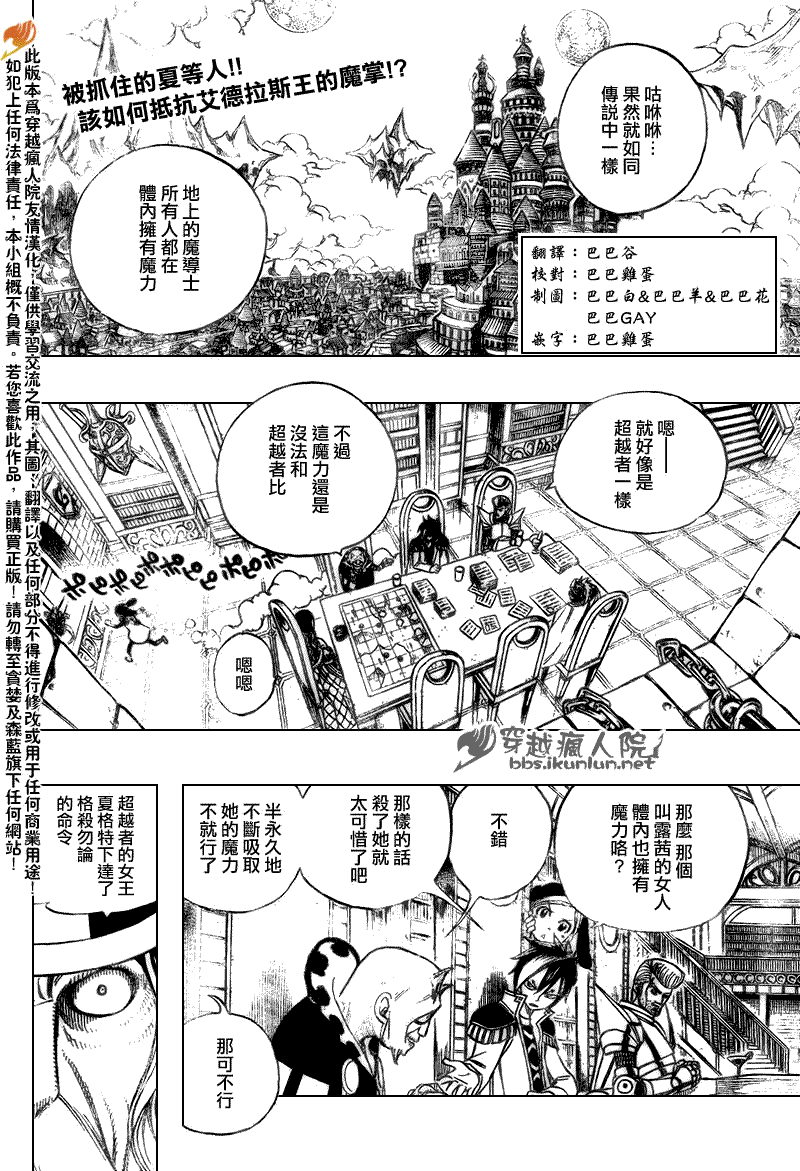 此版本爲穿越瘋人院友情漢化，僅供學習交流之用，其圖、翻譯以及任何部分不得進行修改或用于任何商業用途！
如犯上任何法律責任，本小組概不負責。若您喜歡此作品，請購買正版！請勿轉至貪婪及森藍旗下任何網站！
被抓住的夏等人!!
該如何抵抗艾德拉斯王的魔掌!?
咕咻咻…
果然就如同
傳説中一樣
地上的魔導士
所有人都在
體內擁有魔力
翻譯：巴巴谷
校對：巴巴雞蛋
制圖：巴巴白&巴巴羊&巴巴花
巴巴GAY
嵌字：巴巴雞蛋
嗯——
就好像是
超越者一樣
不過
這魔力還是
沒法和
超越者比
嗯嗯
穿越瘋人院
bbs.ikunlun.net
那麼 那個
叫露茜的女人
體內也擁有
魔力咯？
不錯
那樣的話
殺了她就
太可惜了吧
半永久地
不斷吸取
她的魔力
不就行了
那可不行
超越者的女王
夏格特下達了
格殺勿論
的命令